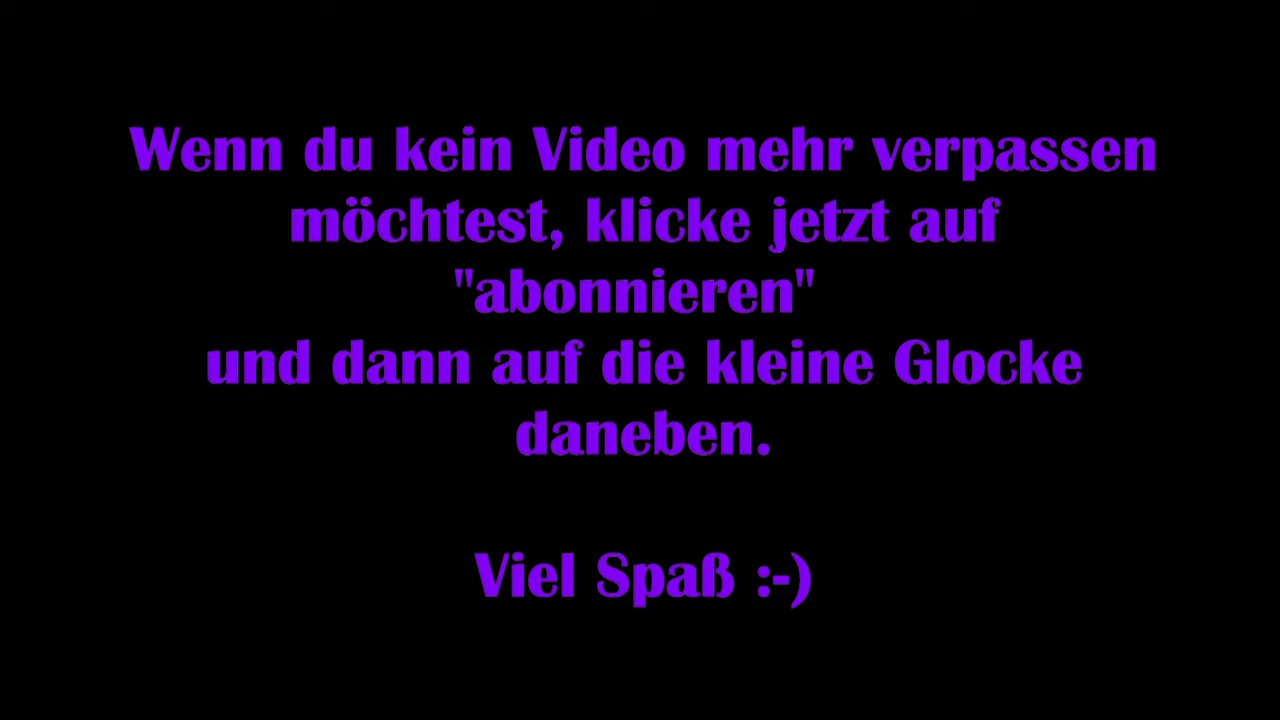 Wenn du kein Video mehr verpassen
möchtest, klicke jetzt auf
"abonnieren"
und dann auf die kleine Glocke
daneben.
Viel Spaß :-)